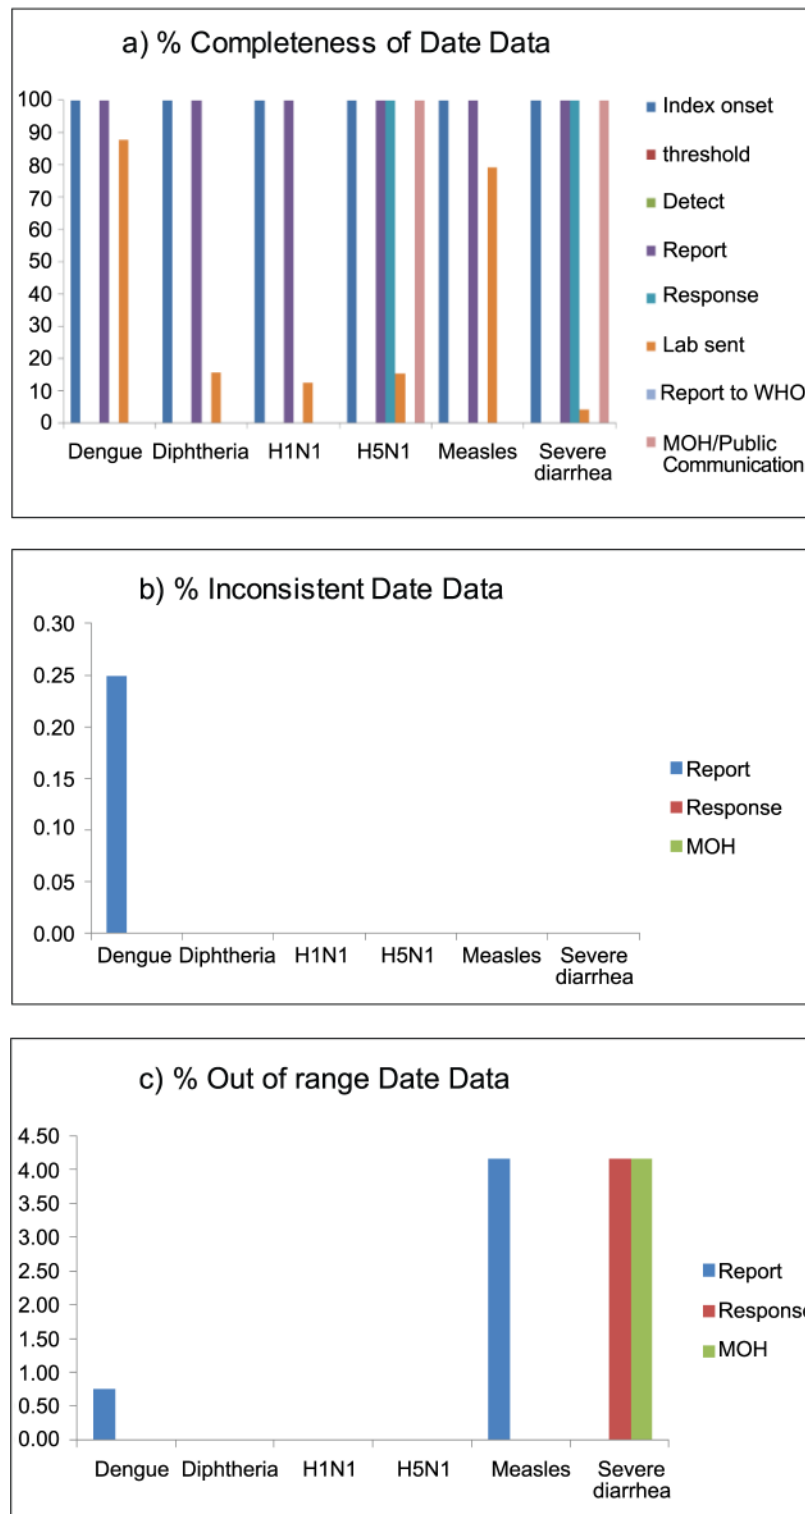 a) % Completeness of Date Data
100
90
80
70
60
50
40
30
20
10
0
Dengue Diphtheria H1N1 H5N1 Measles Severe
diarrhea
Index onset
threshold
Detect
Report
Response
Lab sent
Report to WHO
MOH/Public
Communication
b) % Inconsistent Date Data
0.30
0.25
0.20
0.15
0.10
0.05
0.00
Dengue Diphtheria H1N1 H5N1 Measles Severe
diarrhea
Report
Response
MOH
c) % Out of range Date Data
4.50
4.00
3.50
3.00
2.50
2.00
1.50
1.00
0.50
0.00
Dengue Diphtheria H1N1 H5N1 Measles Severe
diarrhea
Report
Response
MOH